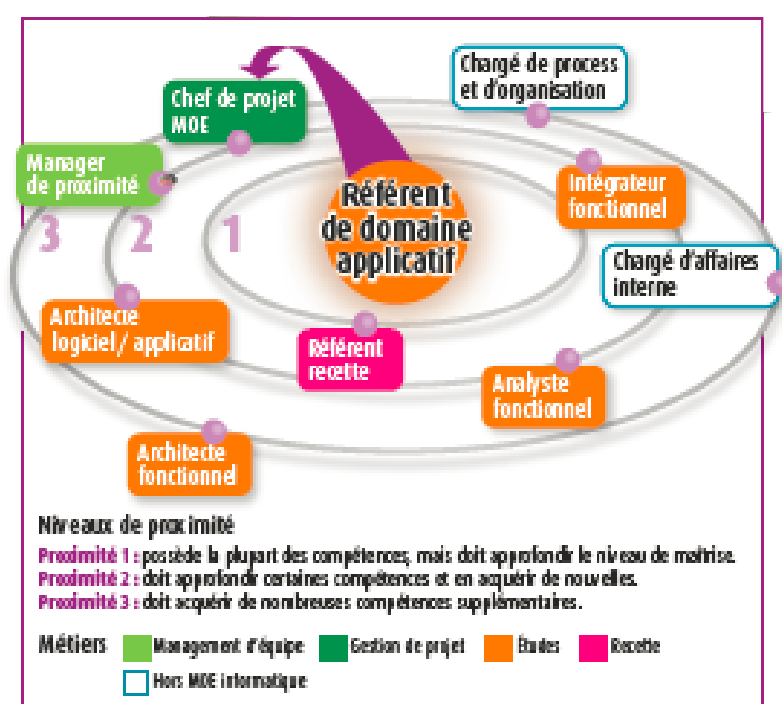 Chargé de process
et d'organisation
Chef de projet
MOE
Manager
de proximité
Intégrateur
fonctionnel
Référent
de domaine
applicatif
3
2
1
Chargé d'affaires
interne
Architecte
logiciel / applicatif
Référent
recette
Analyste
fonctionnel
Architecte
fonctionnel
Niveaux de proximité
Proximité 1 : possède la plupart des compétences, mais doit approfondir le niveau de maîtrise.
Proximité 2 : doit approfondir certaines compétences et en acquérir de nouvelles.
Proximité 3 : doit acquérir de nombreuses compétences supplémentaires.
Métiers Management d'équipe Gestion de projet Études Recette
Hors MOE informatique